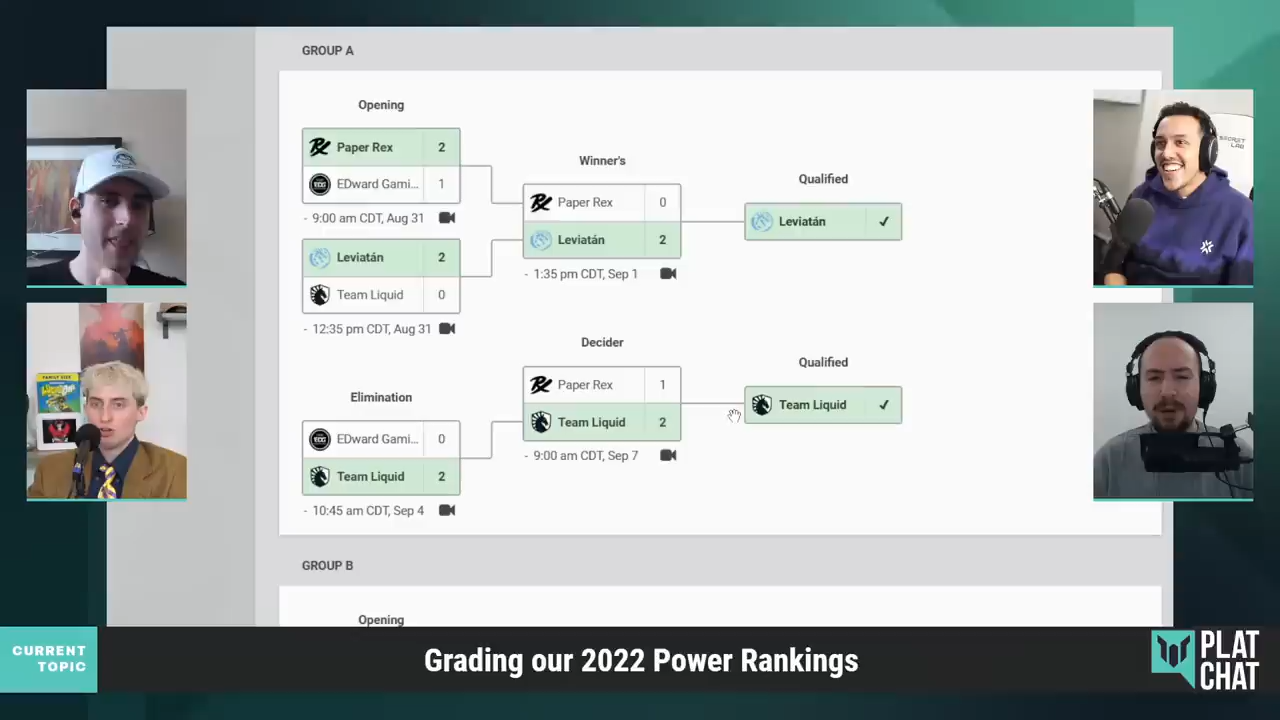 GROUP A
Opening
Paper Rex 2
EDward Gami... 1
- 9:00 am CDT, Aug 31
Leviatán 2
Team Liquid 0
- 12:35 pm CDT, Aug 31
Winner's
Paper Rex 0
Leviatán 2
- 1:35 pm CDT, Sep 1
Qualified
Leviatán ✓
Elimination
EDward Gami... 0
Team Liquid 2
- 10:45 am CDT, Sep 4
Decider
Paper Rex 1
Team Liquid 2
- 9:00 am CDT, Sep 7
Qualified
Team Liquid ✓
GROUP B
Opening
SECRET
LAB
FAMILY SIZE
CURRENT
TOPIC
Grading our 2022 Power Rankings
PLAT
CHAT